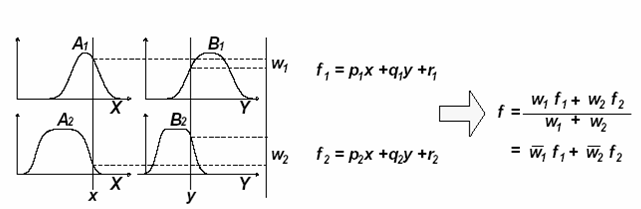 A₁ B₁
w₁ f₁ = p₁x +q₁y +r₁
X Y
f = (w₁ f₁ + w₂ f₂) / (w₁ + w₂)
A₂ B₂
w₂ f₂ = p₂x +q₂y +r₂
= w̅₁ f₁ + w̅₂ f₂
X Y
x y